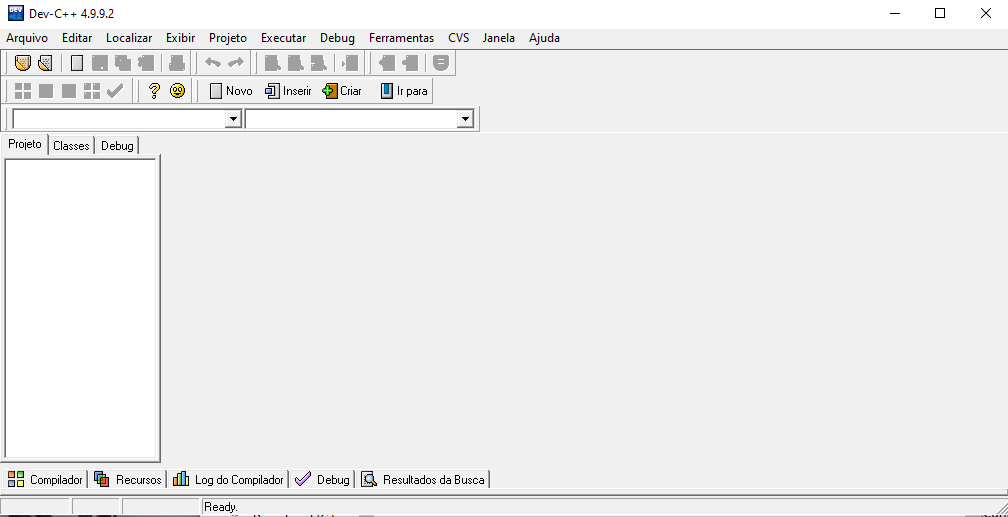 Dev-C++ 4.9.9.2
Arquivo Editar Localizar Exibir Projeto Executar Debug Ferramentas CVS Janela Ajuda
Novo Inserir Criar Ir para
Projeto Classes Debug
Compilador Recursos Log do Compilador Debug Resultados da Busca
Ready.